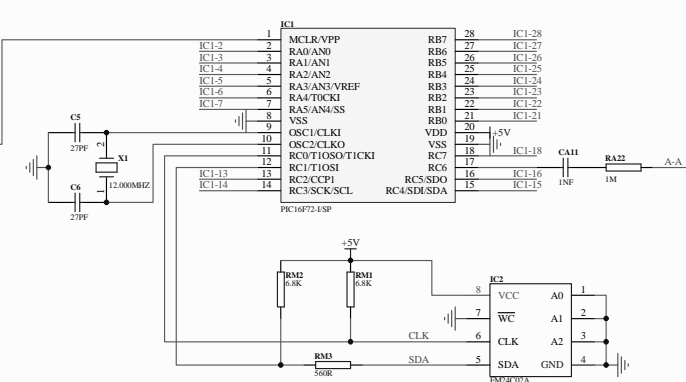 IC1
1 MCLR/VPP RB7 28 IC1-28
IC1-2 2 RA0/AN0 RB6 27 IC1-27
IC1-3 3 RA1/AN1 RB5 26 IC1-26
IC1-4 4 RA2/AN2 RB4 25 IC1-25
IC1-5 5 RA3/AN3/VREF RB3 24 IC1-24
IC1-6 6 RA4/T0CKI RB2 23 IC1-23
IC1-7 7 RA5/AN4/SS RB1 22 IC1-22
8 VSS RB0 21 IC1-21
9 OSC1/CLKI VDD 20 +5V
10 OSC2/CLKO VSS 19
11 RC0/T1OSO/T1CKI RC7 18 IC1-18
12 RC1/T1OSI RC6 17
IC1-13 13 RC2/CCP1 RC5/SDO 16 IC1-16
IC1-14 14 RC3/SCK/SCL RC4/SDI/SDA 15 IC1-15
PIC16F72-I/SP
C5
27PF
2
X1
1
12.000MHZ
C6
27PF
CA11
1NF
RA22
1M
A-A
+5V
RM2
6.8K
RM1
6.8K
IC2
8 VCC A0 1
7 WC A1 2
CLK 6 CLK A2 3
SDA 5 SDA GND 4
RM3
560R
FM24C02A